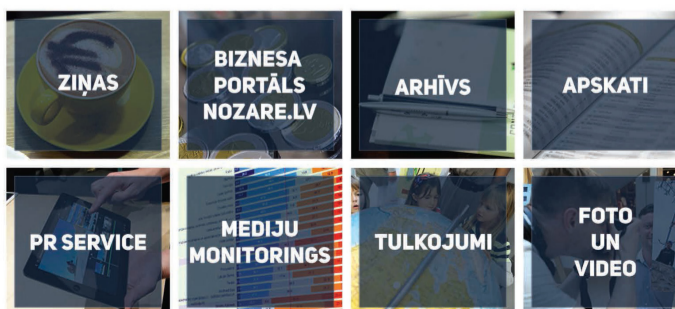 ZIŅAS
BIZNESA
PORTĀLS
NOZARE.LV
ARHĪVS
APSKATI
PR SERVICE
MEDIJU
MONITORINGS
TULKOJUMI
FOTO
UN
VIDEO